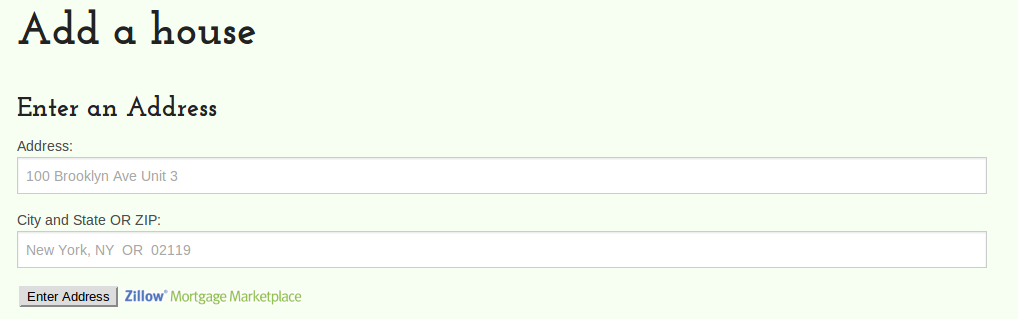 Add a house
Enter an Address
Address:
100 Brooklyn Ave Unit 3
City and State OR ZIP:
New York, NY  OR  02119
Enter Address Zillow® Mortgage Marketplace